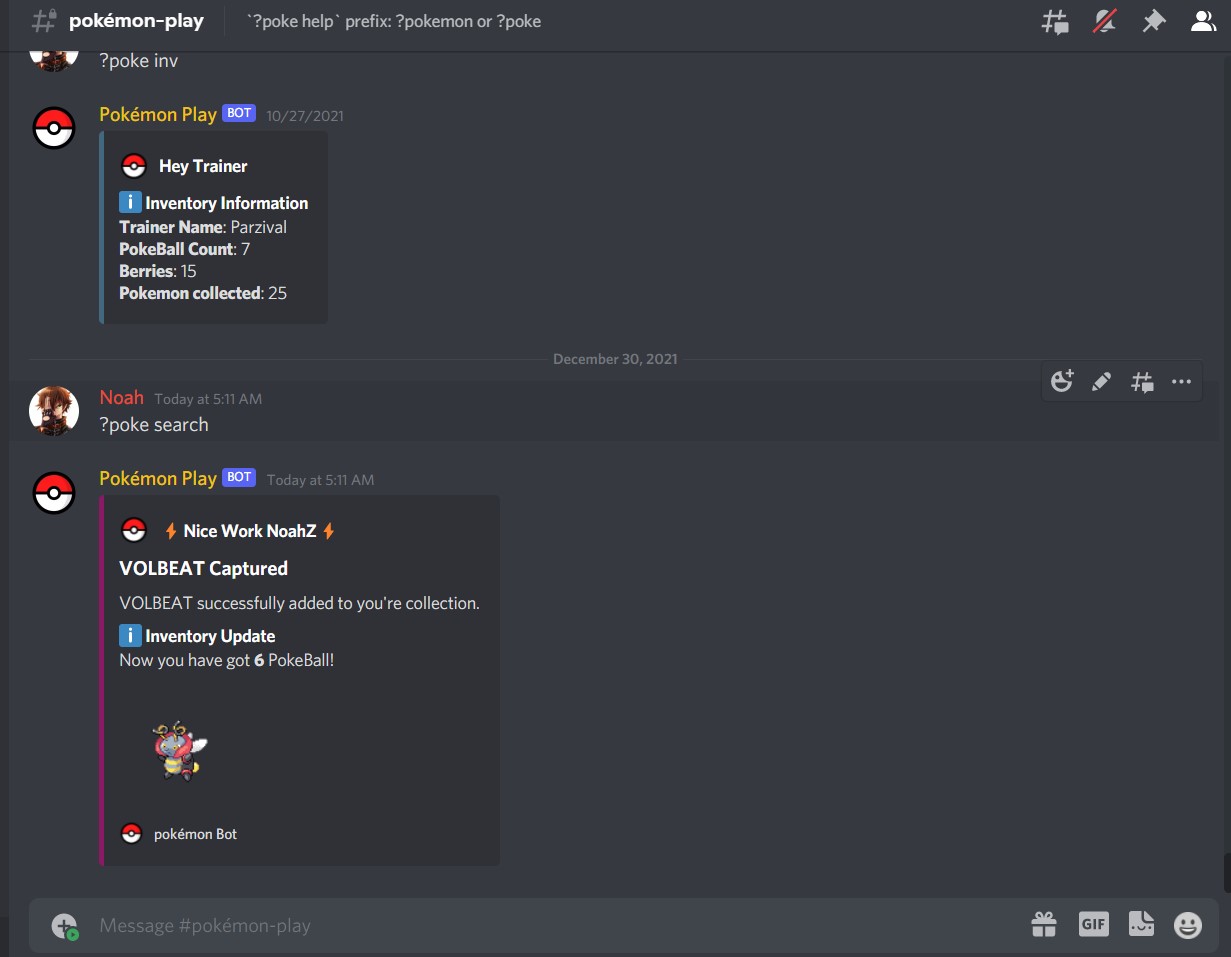 pokémon-play
`?poke help` prefix: ?pokemon or ?poke
?poke inv
Pokémon Play BOT 10/27/2021
Hey Trainer
i Inventory Information
Trainer Name: Parzival
PokeBall Count: 7
Berries: 15
Pokemon collected: 25
December 30, 2021
Noah Today at 5:11 AM
?poke search
Pokémon Play BOT Today at 5:11 AM
Nice Work NoahZ
VOLBEAT Captured
VOLBEAT successfully added to you're collection.
i Inventory Update
Now you have got 6 PokeBall!
pokémon Bot
Message #pokémon-play
GIF